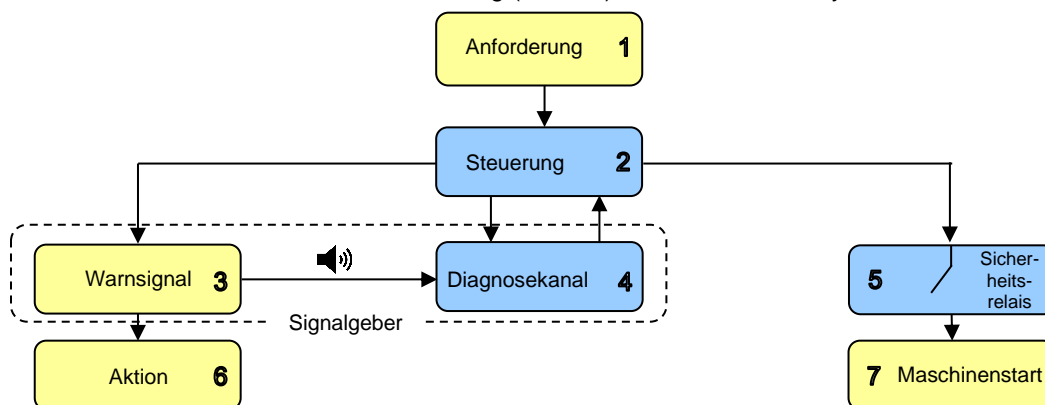 Anforderung 1
Steuerung 2
Warnsignal 3
Diagnosekanal 4
5 Sicher-
heits-
relais
Signalgeber
Aktion 6
7 Maschinenstart